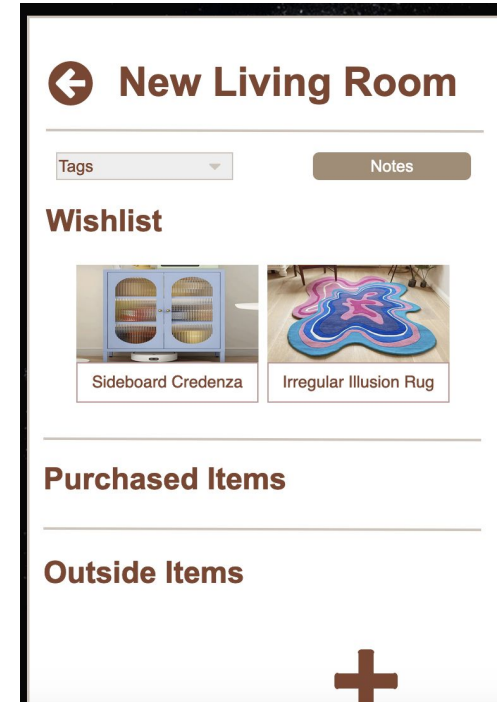 New Living Room
Tags
Notes
Wishlist
Sideboard Credenza
Irregular Illusion Rug
Purchased Items
Outside Items